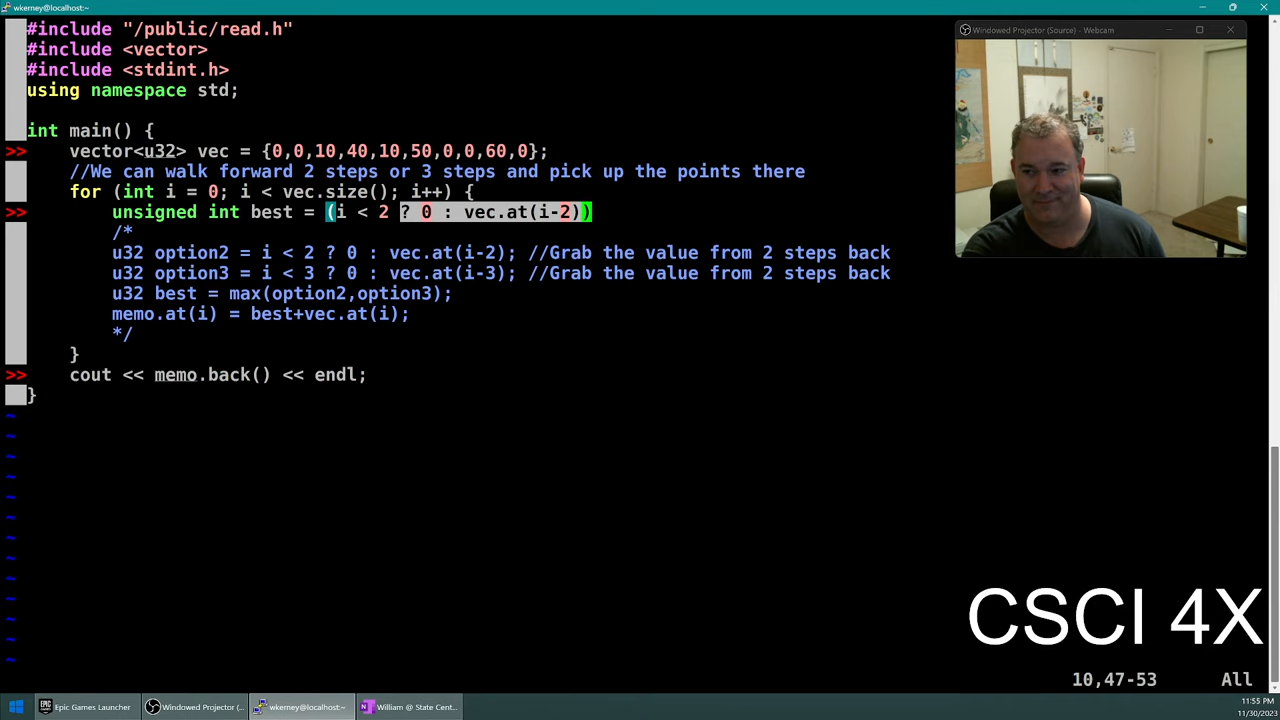 wkerney@localhost:~
#include "/public/read.h"
#include <vector>
#include <stdint.h>
using namespace std;
int main() {
>> vector<u32> vec = {0,0,10,40,10,50,0,0,60,0};
//We can walk forward 2 steps or 3 steps and pick up the points there
for (int i = 0; i < vec.size(); i++) {
>> unsigned int best = (i < 2 ? 0 : vec.at(i-2))
/*
u32 option2 = i < 2 ? 0 : vec.at(i-2); //Grab the value from 2 steps back
u32 option3 = i < 3 ? 0 : vec.at(i-3); //Grab the value from 2 steps back
u32 best = max(option2,option3);
memo.at(i) = best+vec.at(i);
*/
}
>> cout << memo.back() << endl;
}
~
~
~
~
~
~
~
~
~
~
~
~
~
10,47-53 All
Windowed Projector (Source) - Webcam
CSCI 4X
Epic Games Launcher
Windowed Projector (...
wkerney@localhost:~
William @ State Cent...
11:55 PM
11/30/2023